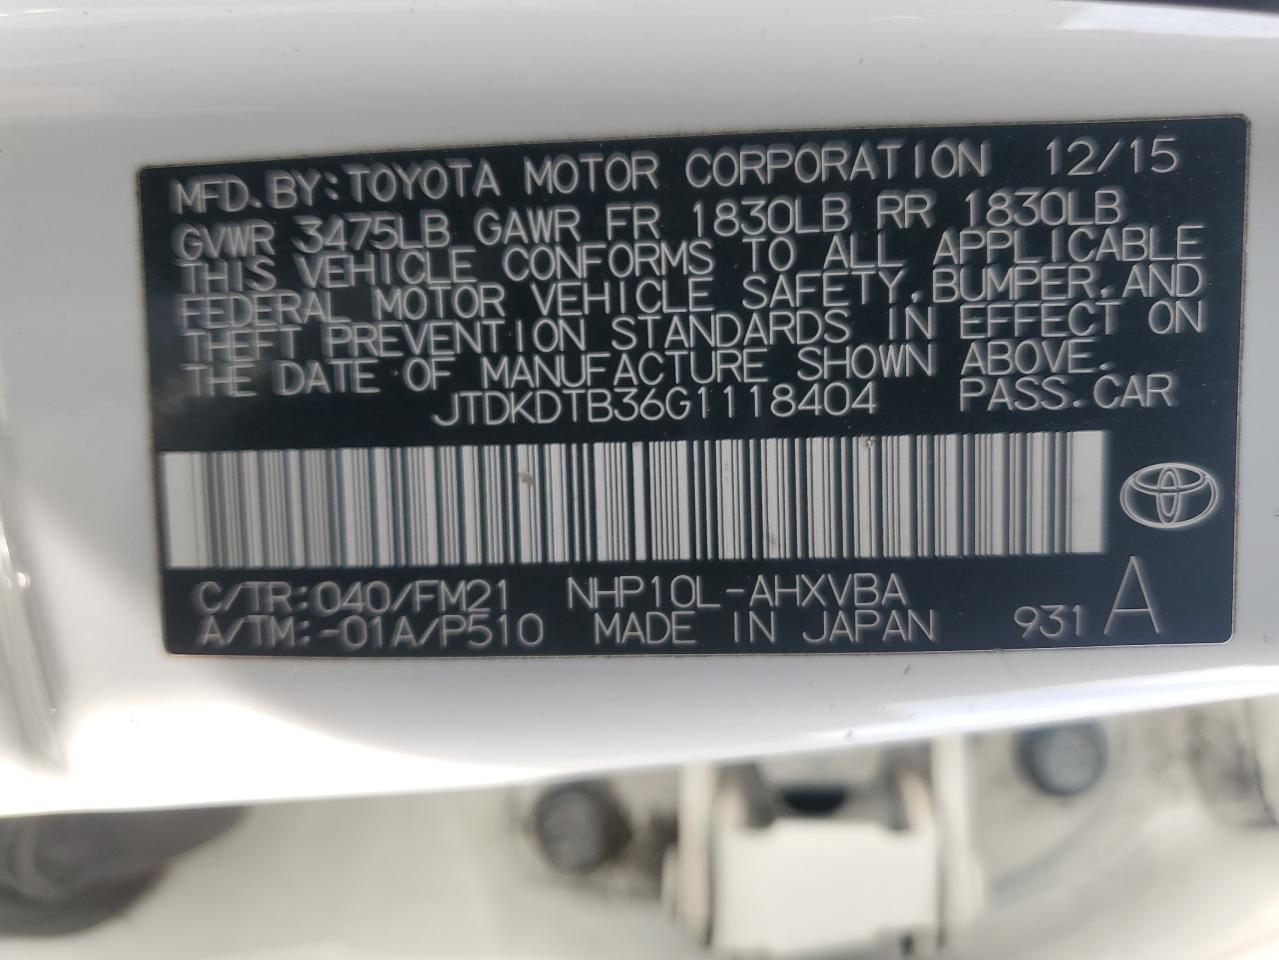 MFD. BY: TOYOTA MOTOR CORPORATION 12/15
GVWR 3475LB GAWR FR 1830LB RR 1830LB
THIS VEHICLE CONFORMS TO ALL APPLICABLE
FEDERAL MOTOR VEHICLE SAFETY, BUMPER, AND
THEFT PREVENTION STANDARDS IN EFFECT ON
THE DATE OF MANUFACTURE SHOWN ABOVE.
JTDKDTB36G1118404 PASS. CAR
C/TR: 040/FM21 NHP10L-AHXVBA
A/TM: -01A/P510 MADE IN JAPAN 931 A